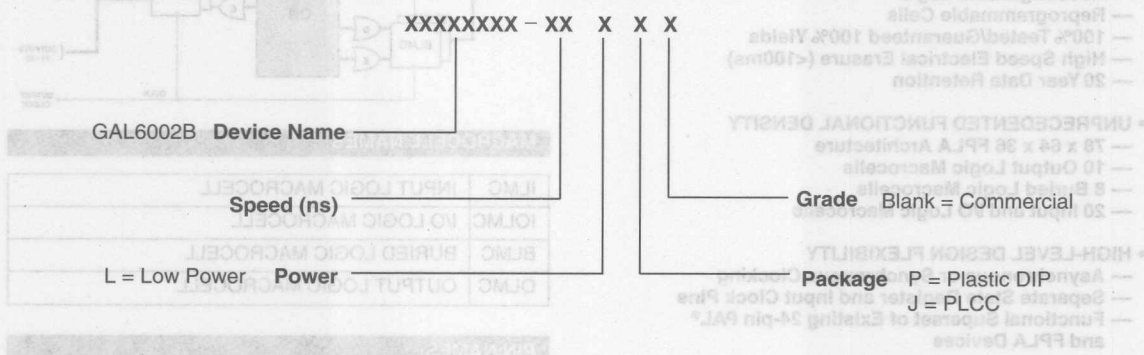 XXXXXXXX – XX X X X
GAL6002B Device Name
Speed (ns)
L = Low Power Power
Grade Blank = Commercial
Package P = Plastic DIP
J = PLCC
— Reprogrammable Cells
— 100% Tested/Guaranteed 100% Yields
— High Speed Electrical Erasure (<100ms)
— 20 Year Data Retention
• UNPRECEDENTED FUNCTIONAL DENSITY
— 78 x 64 x 36 FPLA Architecture
— 10 Output Logic Macrocells
— 8 Buried Logic Macrocells
— 20 Input and I/O Logic Macrocells
• HIGH-LEVEL DESIGN FLEXIBILITY
— Separate State Register and Input Clock Pins
— Functional Superset of Existing 24-pin PAL®
and FPLA Devices
MACROCELL NAMES
ILMC INPUT LOGIC MACROCELL
IOLMC I/O LOGIC MACROCELL
BLMC BURIED LOGIC MACROCELL
OLMC OUTPUT LOGIC MACROCELL